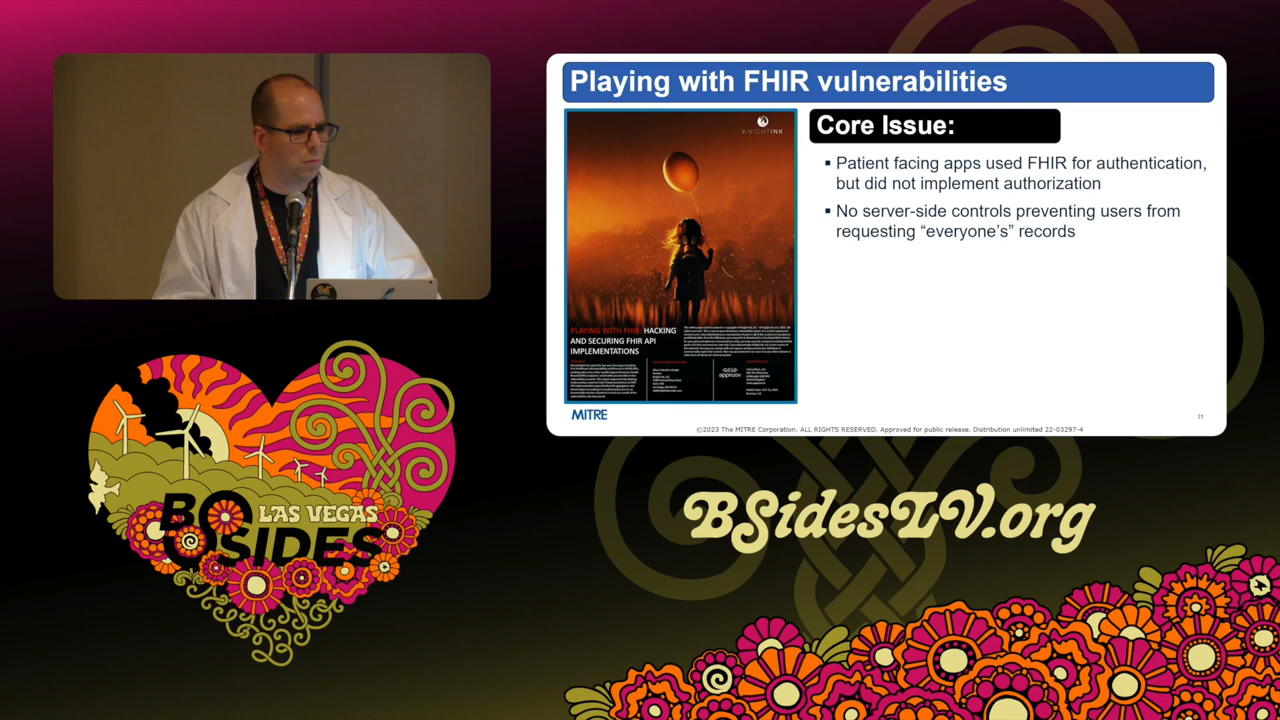 Playing with FHIR vulnerabilities
KNIGHTINK
PLAYING WITH FHIR: HACKING
AND SECURING FHIR API
IMPLEMENTATIONS
approov
Core Issue:
▪ Patient facing apps used FHIR for authentication,
but did not implement authorization
▪ No server-side controls preventing users from
requesting “everyone’s” records
MITRE
31
©2023 The MITRE Corporation. ALL RIGHTS RESERVED. Approved for public release. Distribution unlimited 22-03297-4
LAS VEGAS
BSIDES
23
BSidesLV.org